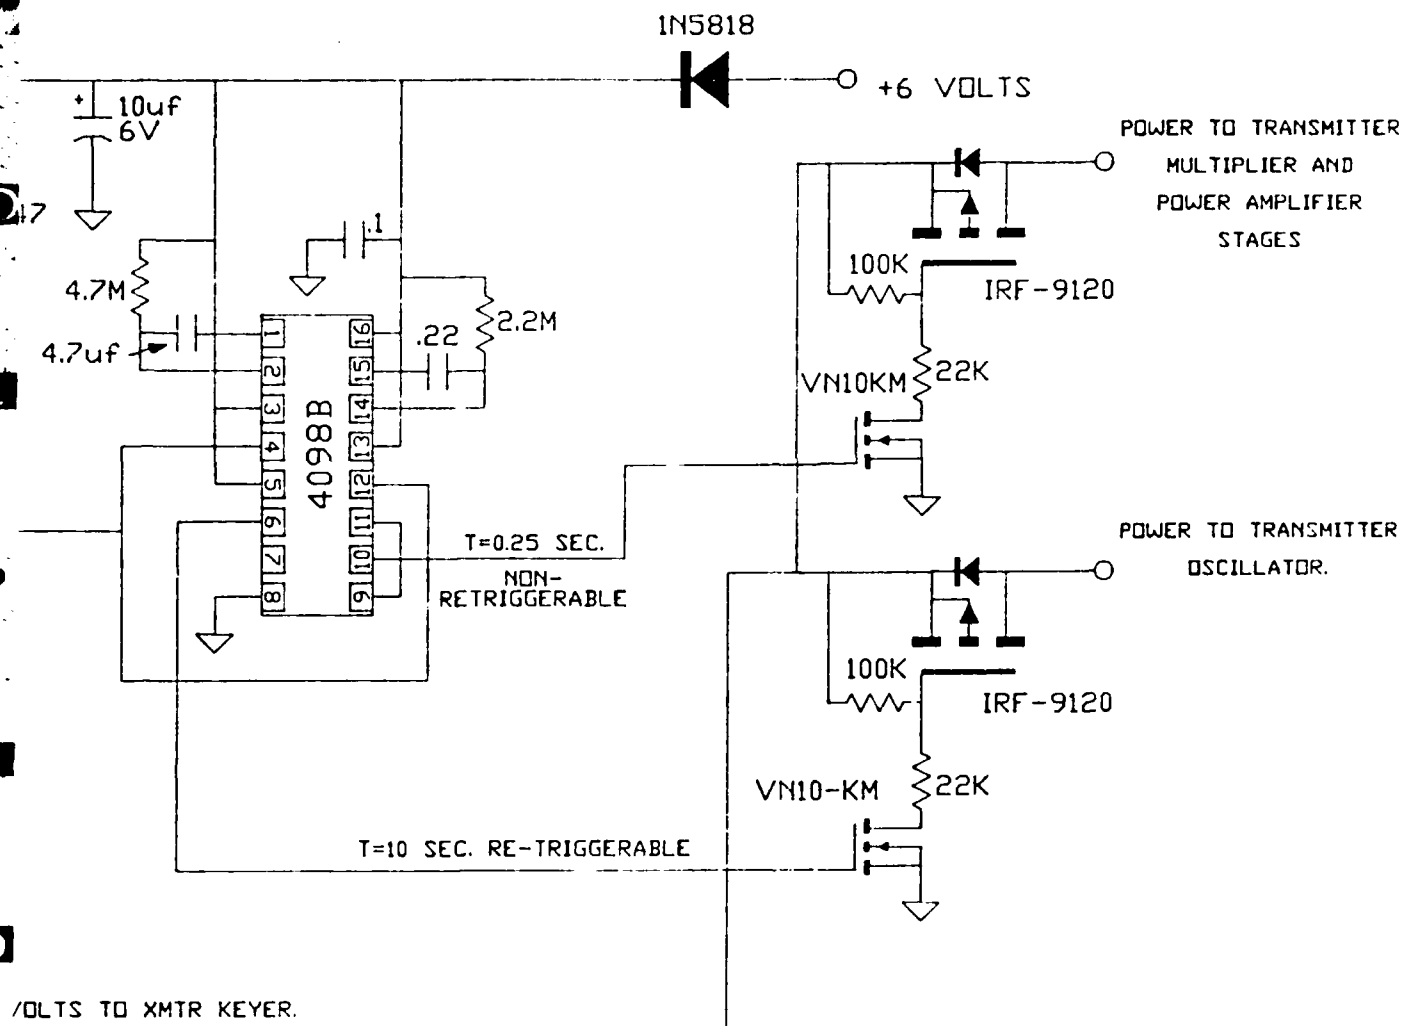 1N5818
+6 VOLTS
+
10uf
6V
POWER TO TRANSMITTER
MULTIPLIER AND
POWER AMPLIFIER
STAGES
47
.1
4.7M
4.7uf
100K
IRF-9120
2.2M
.22
22K
VN10KM
4098B
1
2
3
4
5
6
7
8
16
15
14
13
12
11
10
9
T=0.25 SEC.
NON-
RETRIGGERABLE
POWER TO TRANSMITTER
OSCILLATOR.
100K
IRF-9120
VN10-KM
22K
T=10 SEC. RE-TRIGGERABLE
VOLTS TO XMTR KEYER.